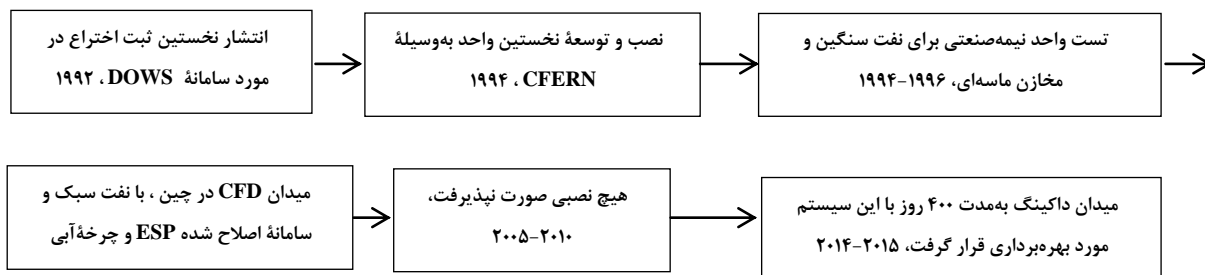 انتشار نخستین ثبت اختراع در
مورد سامانهٔ DOWS ، ۱۹۹۲
نصب و توسعهٔ نخستین واحد به‌وسیلهٔ
CFERN ، ۱۹۹۴
تست واحد نیمه‌صنعتی برای نفت سنگین و
مخازن ماسه‌ای، ۱۹۹۶-۱۹۹۴
میدان CFD در چین ، با نفت سبک و
سامانهٔ اصلاح شده ESP و چرخهٔ‌آبی
هیچ نصبی صورت نپذیرفت،
۲۰۱۰-۲۰۰۵
میدان داکینگ به‌مدت ۴۰۰ روز با این سیستم
مورد بهره‌برداری قرار گرفت، ۲۰۱۵-۲۰۱۴